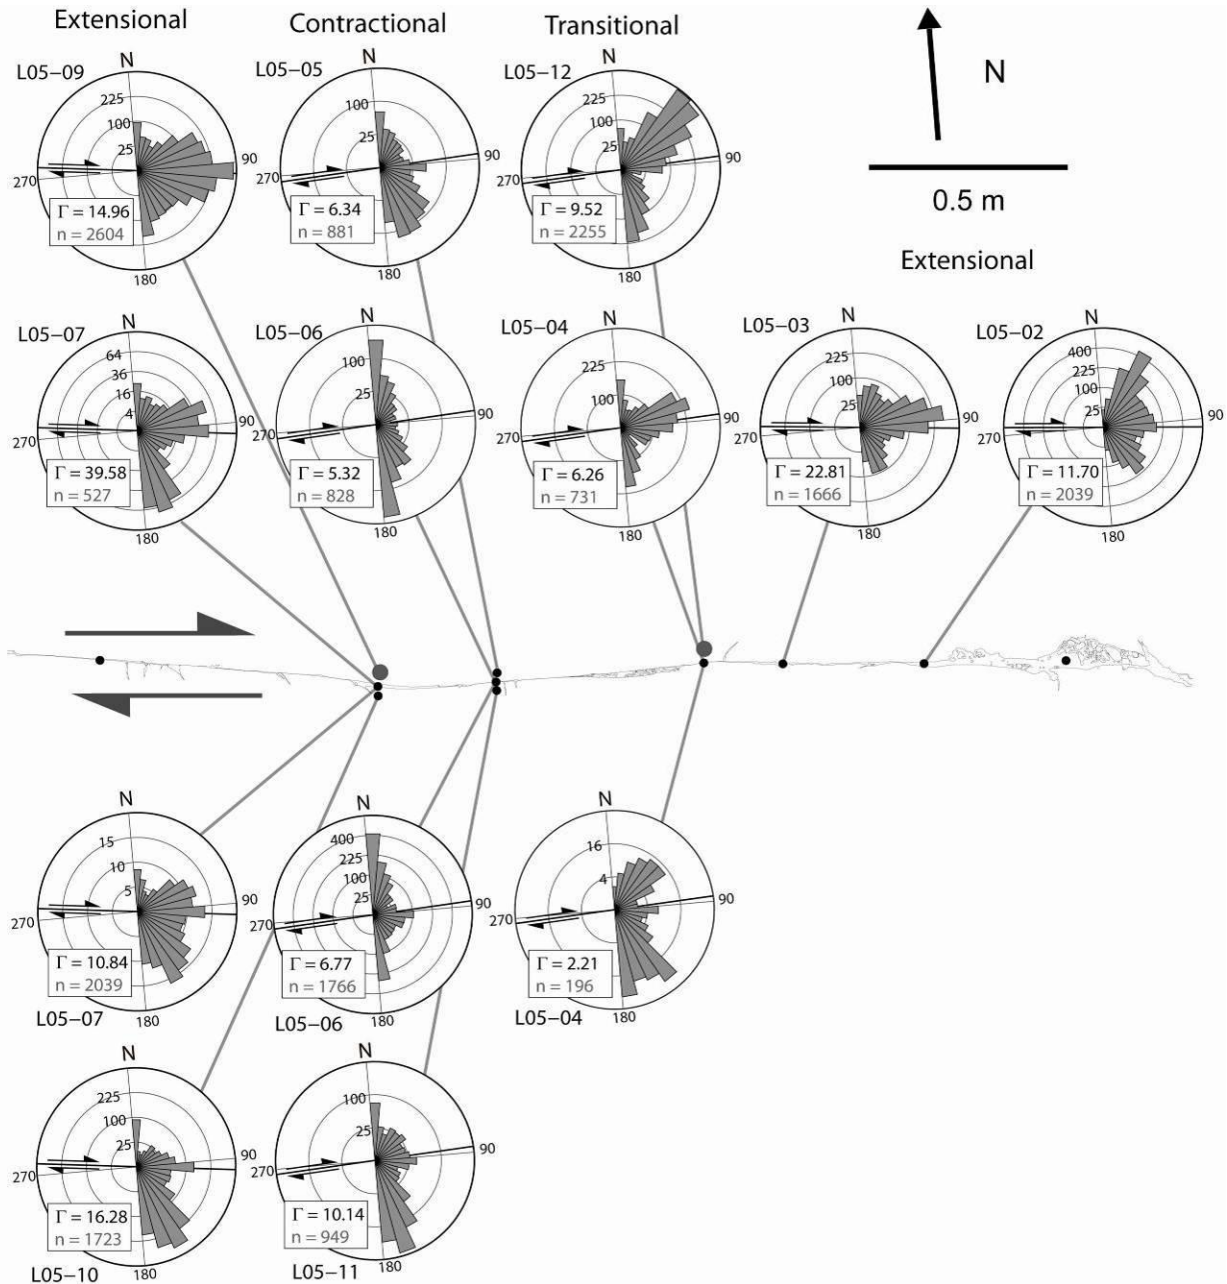 Extensional
Contractional
Transitional
N
0.5 m
Extensional
L05-09
N
225
100
25
90
270
180
Γ = 14.96
n = 2604
L05-05
N
100
25
90
270
180
Γ = 6.34
n = 881
L05-12
N
225
100
25
90
270
180
Γ = 9.52
n = 2255
L05-07
N
64
36
16
4
90
270
180
Γ = 39.58
n = 527
L05-06
N
100
25
90
270
180
Γ = 5.32
n = 828
L05-04
N
225
100
90
270
180
Γ = 6.26
n = 731
L05-03
N
225
100
25
90
270
180
Γ = 22.81
n = 1666
L05-02
N
400
225
100
25
90
270
180
Γ = 11.70
n = 2039
N
15
10
5
90
270
180
Γ = 10.84
n = 2039
L05-07
N
400
225
100
25
90
270
180
Γ = 6.77
n = 1766
L05-06
N
16
4
90
270
180
Γ = 2.21
n = 196
L05-04
N
225
100
25
90
270
180
Γ = 16.28
n = 1723
L05-10
N
100
25
90
270
180
Γ = 10.14
n = 949
L05-11